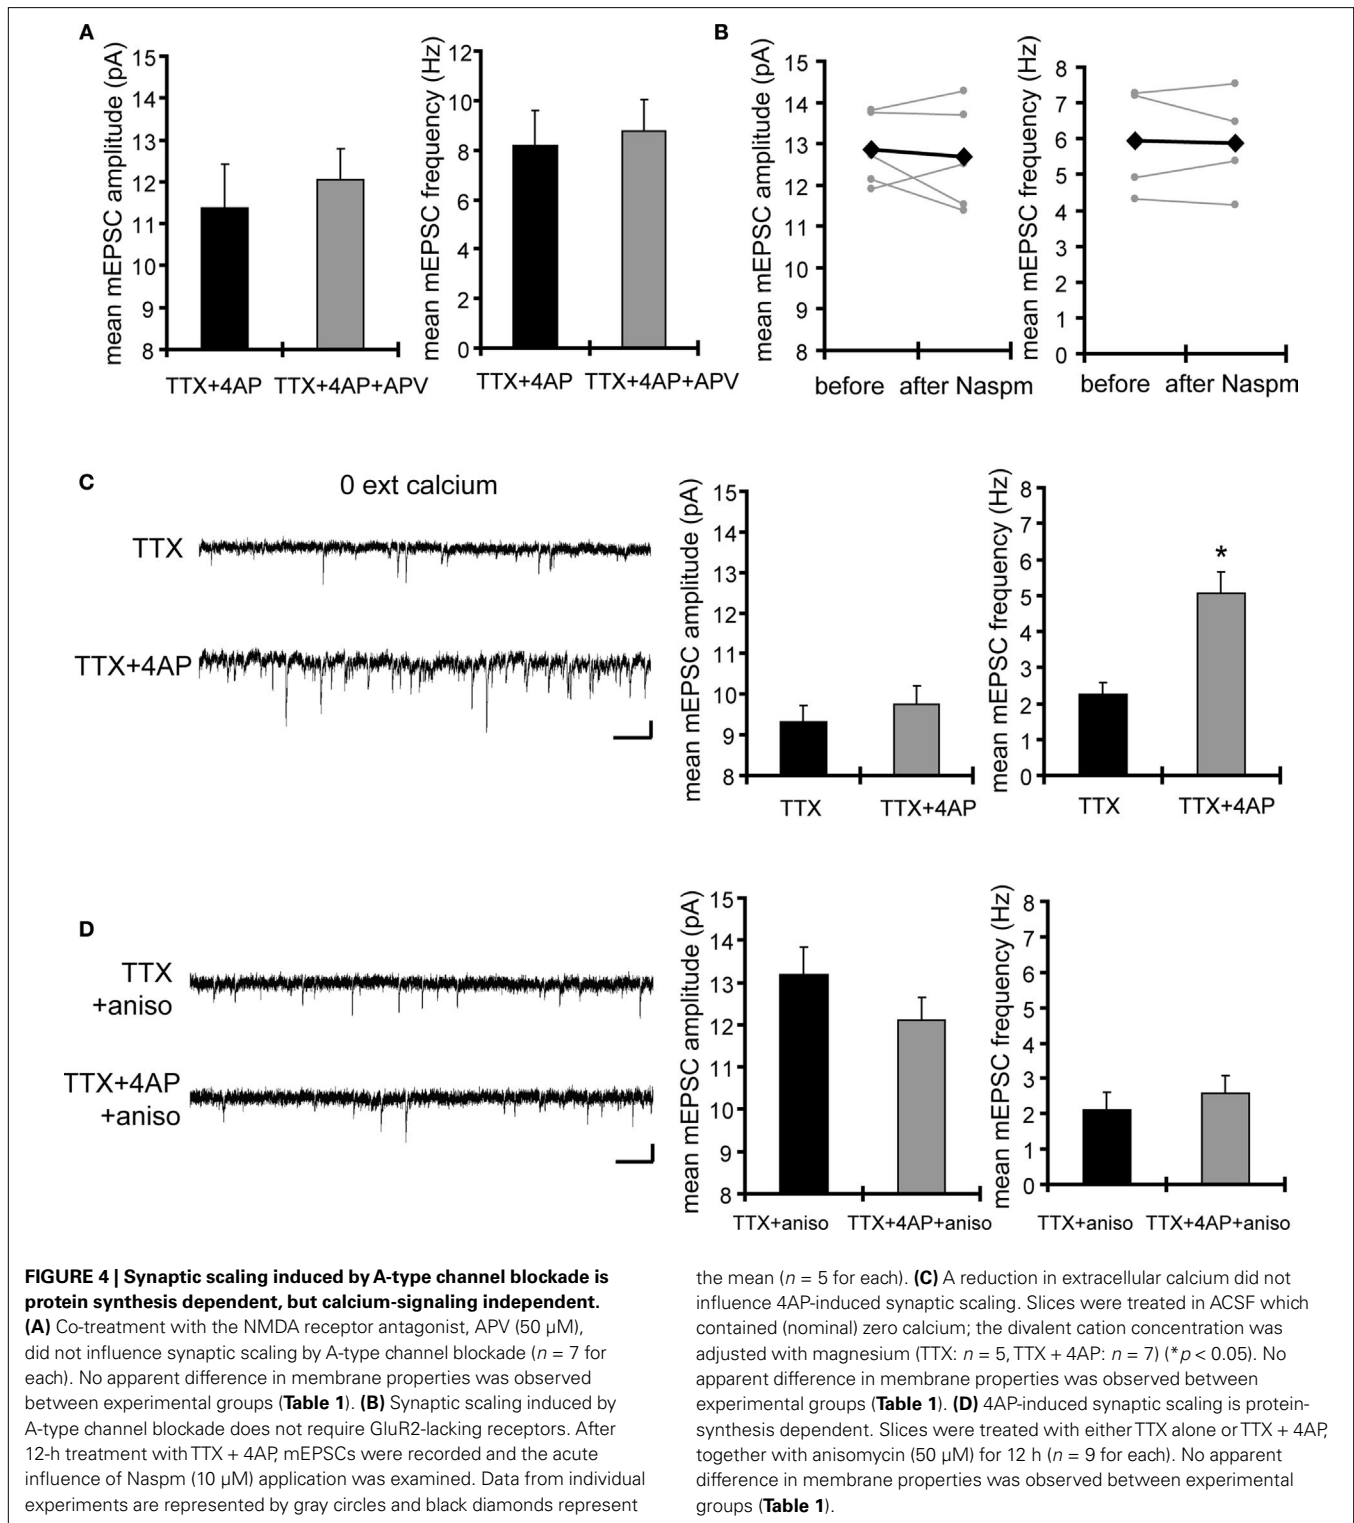 A
mean mEPSC amplitude (pA)
15
14
13
12
11
10
9
8
TTX+4AP
TTX+4AP+APV
mean mEPSC frequency (Hz)
12
10
8
6
4
2
0
TTX+4AP
TTX+4AP+APV
B
mean mEPSC amplitude (pA)
15
14
13
12
11
10
9
8
before
after Naspm
mean mEPSC frequency (Hz)
8
7
6
5
4
3
2
1
0
before
after Naspm
C
0 ext calcium
TTX
TTX+4AP
mean mEPSC amplitude (pA)
15
14
13
12
11
10
9
8
TTX
TTX+4AP
mean mEPSC frequency (Hz)
8
7
6
5
4
3
2
1
0
*
TTX
TTX+4AP
D
TTX
+aniso
TTX+4AP
+aniso
mean mEPSC amplitude (pA)
15
14
13
12
11
10
9
8
TTX+aniso
TTX+4AP+aniso
mean mEPSC frequency (Hz)
8
7
6
5
4
3
2
1
0
TTX+aniso
TTX+4AP+aniso
FIGURE 4 | Synaptic scaling induced by A-type channel blockade is
protein synthesis dependent, but calcium-signaling independent.
(A) Co-treatment with the NMDA receptor antagonist, APV (50 μM),
did not influence synaptic scaling by A-type channel blockade (n = 7 for
each). No apparent difference in membrane properties was observed
between experimental groups (Table 1). (B) Synaptic scaling induced by
A-type channel blockade does not require GluR2-lacking receptors. After
12-h treatment with TTX + 4AP, mEPSCs were recorded and the acute
influence of Naspm (10 μM) application was examined. Data from individual
experiments are represented by gray circles and black diamonds represent
the mean (n = 5 for each). (C) A reduction in extracellular calcium did not
influence 4AP-induced synaptic scaling. Slices were treated in ACSF which
contained (nominal) zero calcium; the divalent cation concentration was
adjusted with magnesium (TTX: n = 5, TTX + 4AP: n = 7) (*p < 0.05). No
apparent difference in membrane properties was observed between
experimental groups (Table 1). (D) 4AP-induced synaptic scaling is protein-
synthesis dependent. Slices were treated with either TTX alone or TTX + 4AP,
together with anisomycin (50 μM) for 12 h (n = 9 for each). No apparent
difference in membrane properties was observed between experimental
groups (Table 1).